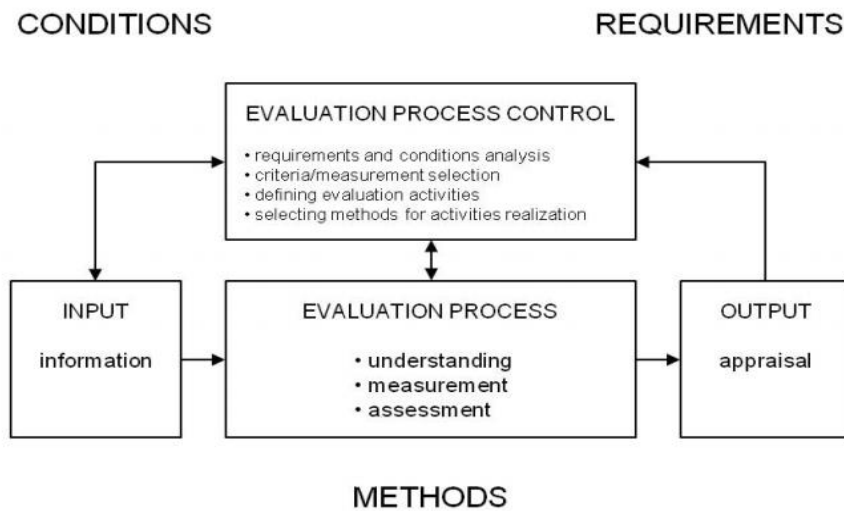 CONDITIONS
REQUIREMENTS
EVALUATION PROCESS CONTROL
• requirements and conditions analysis
• criteria/measurement selection
• defining evaluation activities
• selecting methods for activities realization
INPUT
information
EVALUATION PROCESS
• understanding
• measurement
• assessment
OUTPUT
appraisal
METHODS